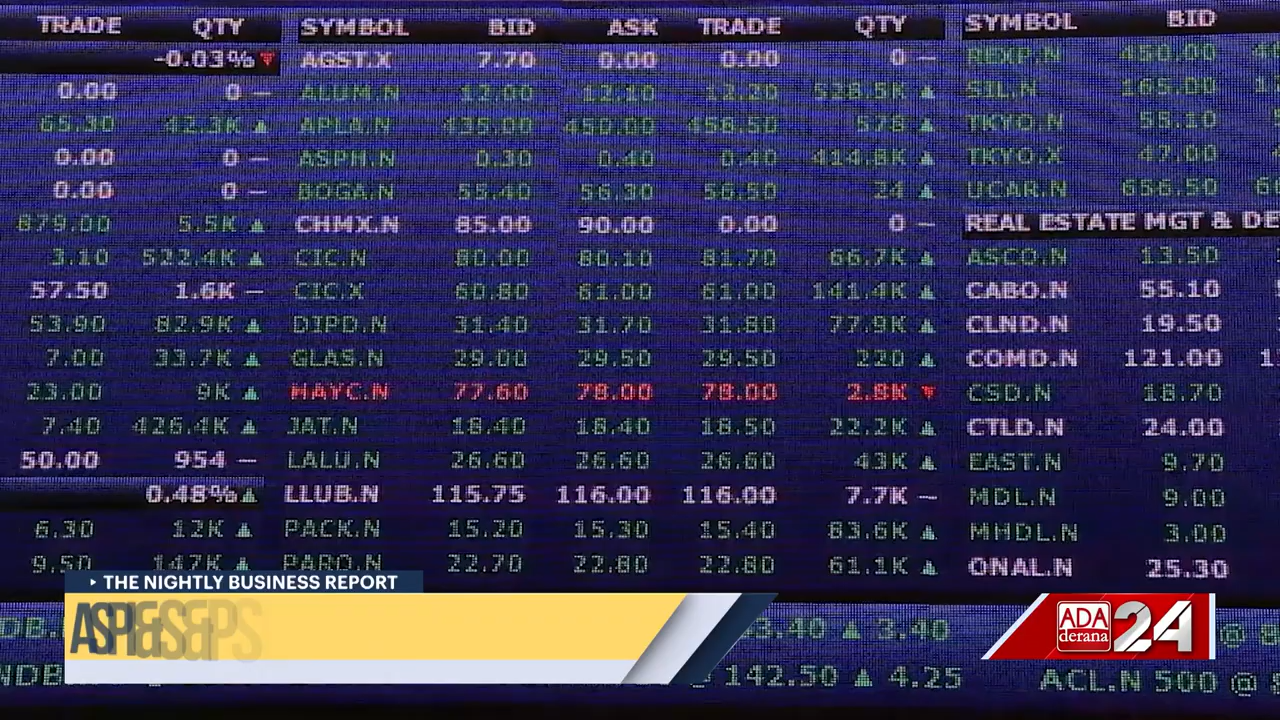 TRADE QTY SYMBOL BID ASK TRADE QTY SYMBOL BID
-0.03% AGST.X 7.70 0.00 0.00 0 REXP.N 450.00
0.00 0 ALUM.N 12.00 12.10 12.20 528.5K SIL.N 165.00
65.30 42.3K APLA.N 435.00 450.00 456.50 578 TKYO.N 55.10
0.00 0 ASPH.N 0.30 0.40 0.40 414.8K TKYO.X 47.00
0.00 0 BOGA.N 55.40 56.30 56.50 24 UCAR.N 656.50
879.00 5.5K CHMX.N 85.00 90.00 0.00 0 REAL ESTATE MGT & DE
3.10 522.4K CIC.N 80.00 80.10 81.70 66.7K ASCO.N 13.50
57.50 1.6K CIC.X 60.80 61.00 61.00 141.4K CABO.N 55.10
53.90 82.9K DIPD.N 31.40 31.70 31.80 77.9K CLND.N 19.50
7.00 33.7K GLAS.N 29.00 29.50 29.50 220 COMD.N 121.00
23.00 9K HAYC.N 77.60 78.00 78.00 2.8K CSD.N 18.70
7.40 426.4K JAT.N 18.40 18.40 18.50 22.2K CTLD.N 24.00
50.00 954 LALU.N 26.60 26.60 26.60 43K EAST.N 9.70
0.48% LLUB.N 115.75 116.00 116.00 7.7K MDL.N 9.00
6.30 12K PACK.N 15.20 15.30 15.40 83.6K MHDL.N 3.00
9.50 147K PARQ.N 22.70 22.80 22.80 61.1K ONAL.N 25.30
THE NIGHTLY BUSINESS REPORT
3.40
142.50 4.25 ACL.N 500 @
ADA derana 24